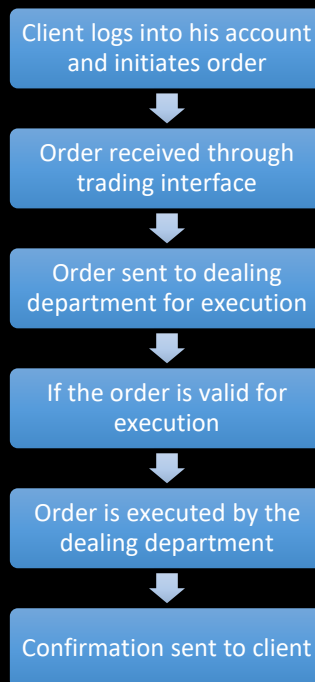 Client logs into his account
and initiates order
Order received through
trading interface
Order sent to dealing
department for execution
If the order is valid for
execution
Order is executed by the
dealing department
Confirmation sent to client